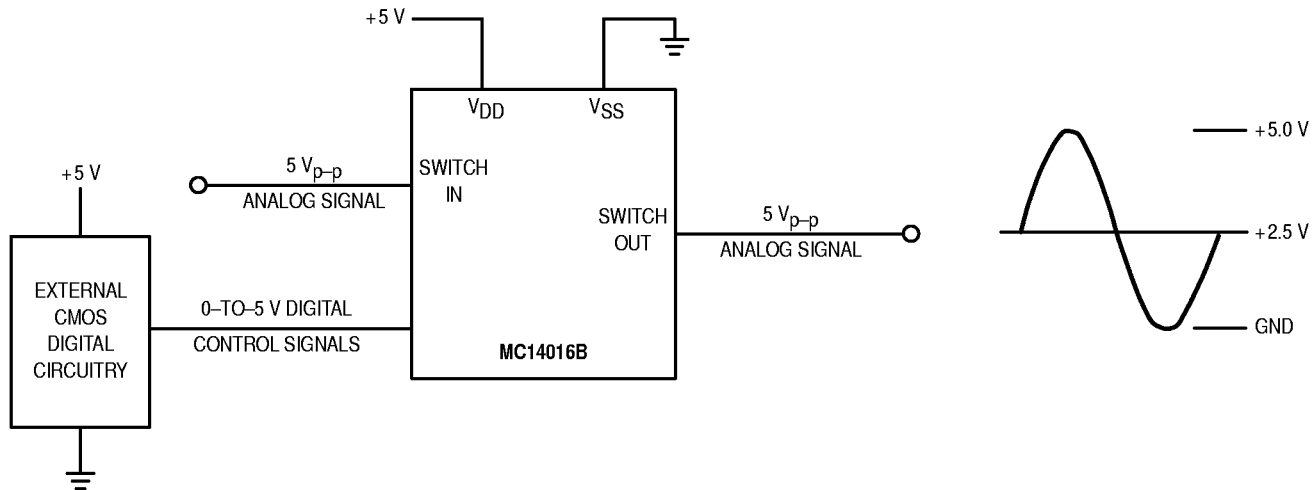 +5 V
VDD
VSS
+5 V
5 Vp–p
ANALOG SIGNAL
SWITCH
IN
SWITCH
OUT
5 Vp–p
ANALOG SIGNAL
EXTERNAL
CMOS
DIGITAL
CIRCUITRY
0–TO–5 V DIGITAL
CONTROL SIGNALS
MC14016B
+5.0 V
+2.5 V
GND